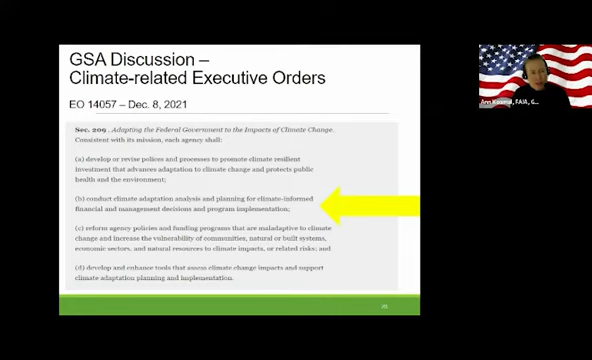 GSA Discussion –
Climate-related Executive Orders
EO 14057 – Dec. 8, 2021
Sec. 209. Adapting the Federal Government to the Impacts of Climate Change.
Consistent with its mission, each agency shall:
(a) develop or revise polices and processes to promote climate resilient
investment that advances adaptation to climate change and protects public
health and the environment;
(b) conduct climate adaptation analysis and planning for climate-informed
financial and management decisions and program implementation;
(c) reform agency policies and funding programs that are maladaptive to climate
change and increase the vulnerability of communities, natural or built systems,
economic sectors, and natural resources to climate impacts, or related risks; and
(d) develop and enhance tools that assess climate change impacts and support
climate adaptation planning and implementation.
Ann FAIA, G...